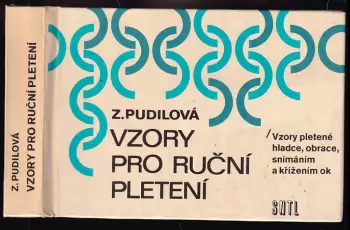 Z. PUDILOVÁ
VZORY PRO RUČNÍ PLETENÍ
Z. PUDILOVÁ
VZORY
PRO RUČNÍ
PLETENÍ
/Vzory pletené
hladce, obrace,
snímáním
a křížením ok
SNTL